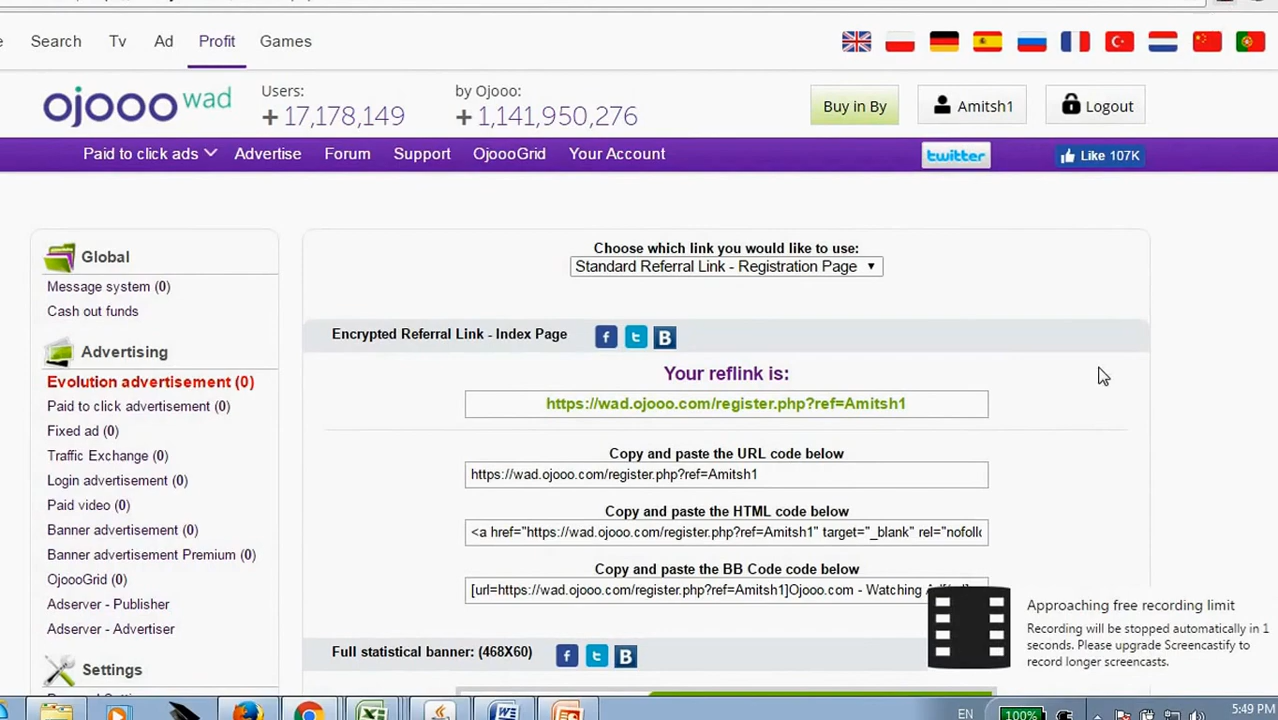 Search Tv Ad Profit Games
ojooo wad
Users:
+ 17,178,149
by Ojooo:
+ 1,141,950,276
Buy in By
Amitsh1
Logout
Paid to click ads Advertise Forum Support OjoooGrid Your Account
twitter
Like 107K
Global
Message system (0)
Cash out funds
Advertising
Evolution advertisement (0)
Paid to click advertisement (0)
Fixed ad (0)
Traffic Exchange (0)
Login advertisement (0)
Paid video (0)
Banner advertisement (0)
Banner advertisement Premium (0)
OjoooGrid (0)
Adserver - Publisher
Adserver - Advertiser
Settings
Choose which link you would like to use:
Standard Referral Link - Registration Page
Encrypted Referral Link - Index Page
Your reflink is:
https://wad.ojooo.com/register.php?ref=Amitsh1
Copy and paste the URL code below
https://wad.ojooo.com/register.php?ref=Amitsh1
Copy and paste the HTML code below
<a href="https://wad.ojooo.com/register.php?ref=Amitsh1" target="_blank" rel="nofollo
Copy and paste the BB Code code below
[url=https://wad.ojooo.com/register.php?ref=Amitsh1]Ojooo.com - Watching
Full statistical banner: (468X60)
Approaching free recording limit
Recording will be stopped automatically in 1
seconds. Please upgrade Screencastify to
record longer screencasts.
EN
100%
5:49 PM